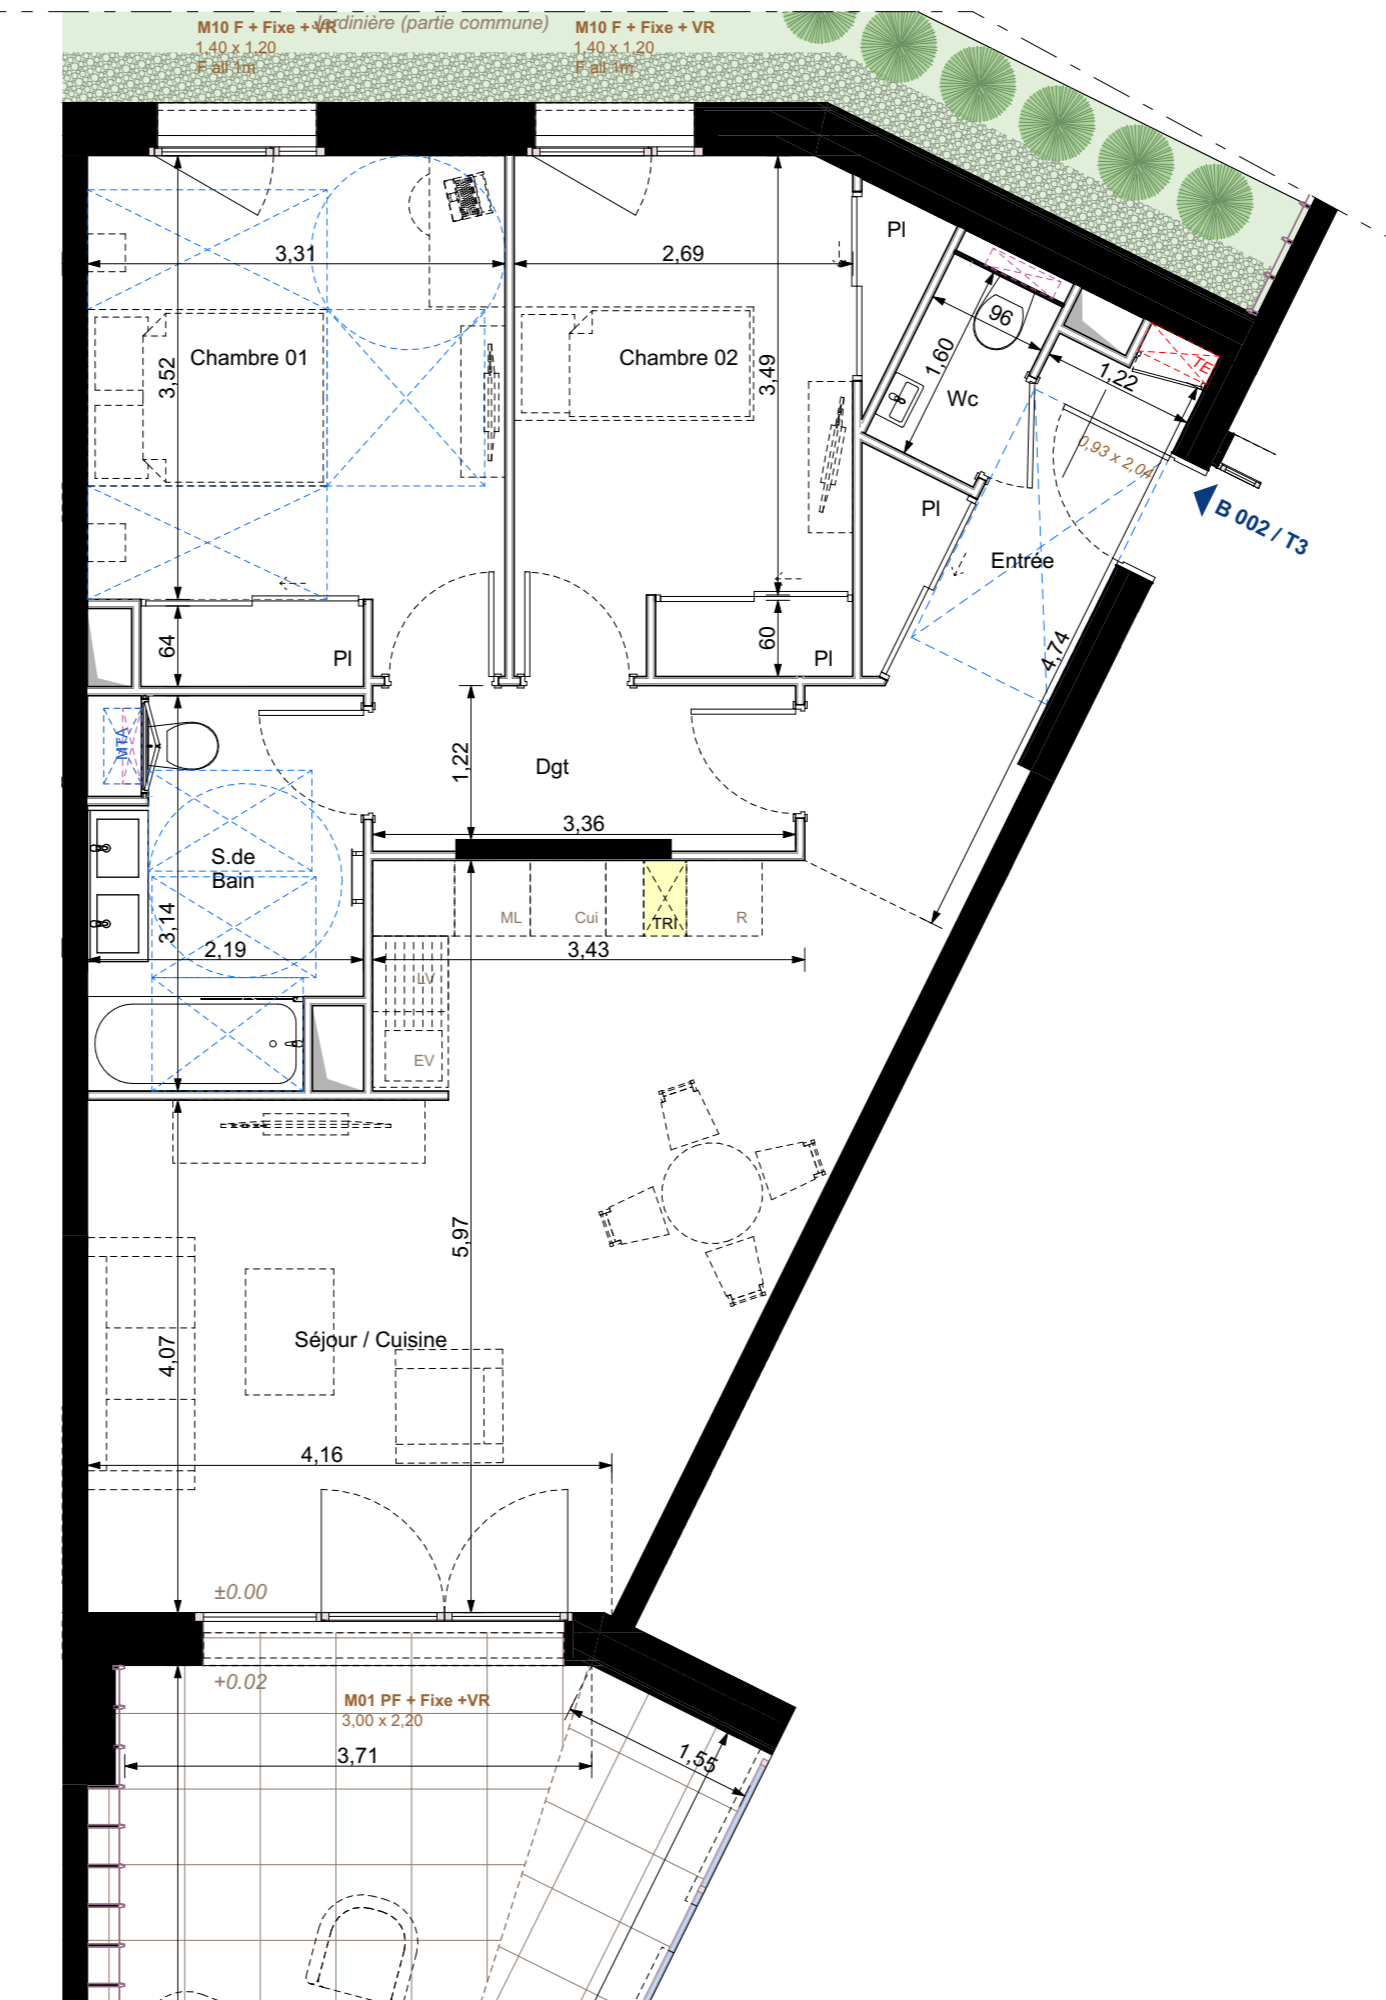 Jardinière (partie commune)
M10 F + Fixe + VR
1,40 x 1,20
F all 1m
M10 F + Fixe + VR
1,40 x 1,20
F all 1m
Pl
3,31
2,69
96
Chambre 01
Chambre 02
3,52
3,49
1,60
Wc
1,22
TE
0,93 x 2,04
B 002 / T3
Pl
Entrée
64
Pl
60
Pl
4,74
MTA
1,22
Dgt
3,36
S.de
Bain
3,14
2,19
ML
Cui
TRI
R
3,43
LV
EV
5,97
4,07
Séjour / Cuisine
4,16
±0.00
+0.02
M01 PF + Fixe +VR
3,00 x 2,20
3,71
1,55